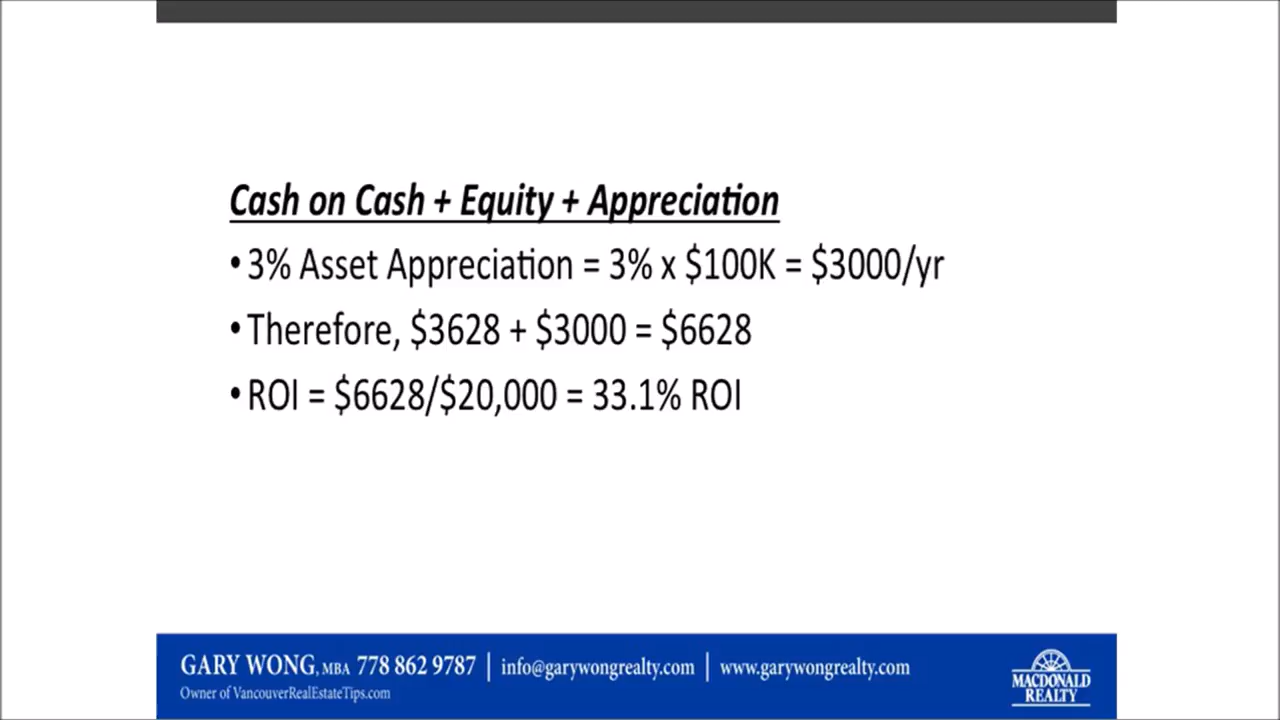 Cash on Cash + Equity + Appreciation
• 3% Asset Appreciation = 3% x $100K = $3000/yr
• Therefore, $3628 + $3000 = $6628
• ROI = $6628/$20,000 = 33.1% ROI
GARY WONG, MBA 778 862 9787 | info@garywongrealty.com | www.garywongrealty.com
Owner of VancouverRealEstateTips.com
MACDONALD
REALTY